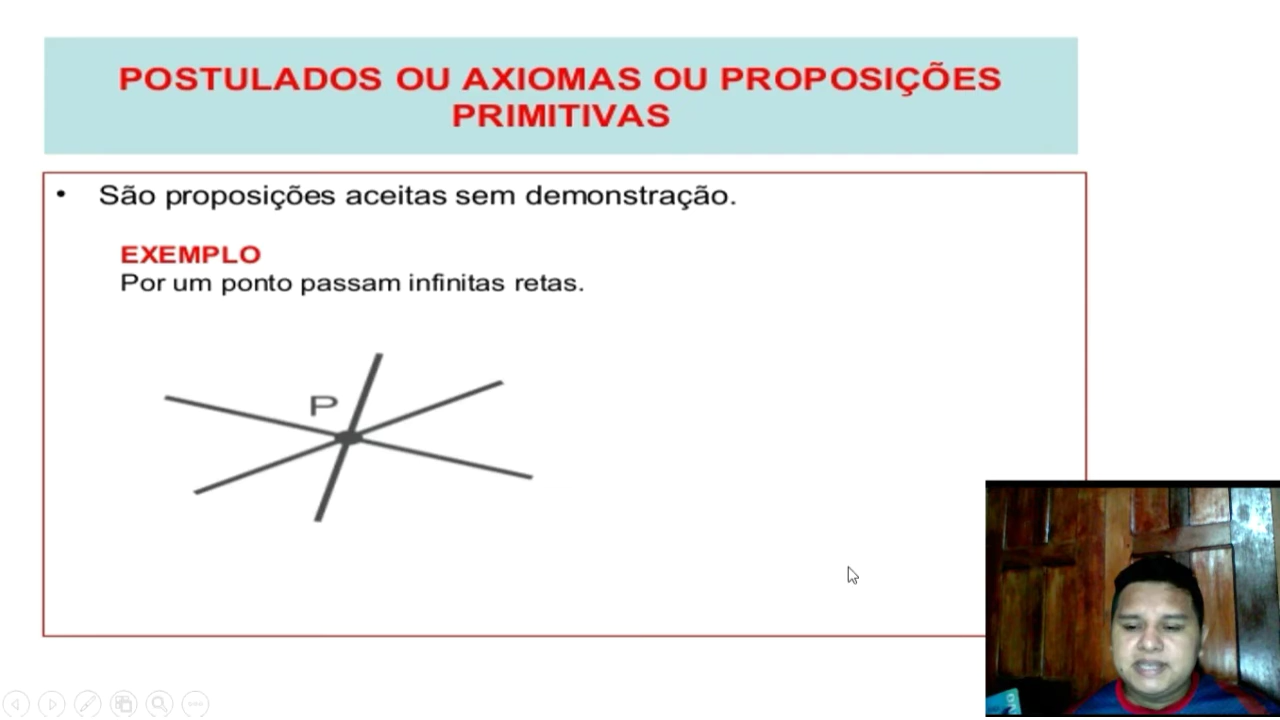 POSTULADOS OU AXIOMAS OU PROPOSIÇÕES
PRIMITIVAS
• São proposições aceitas sem demonstração.
EXEMPLO
Por um ponto passam infinitas retas.
P